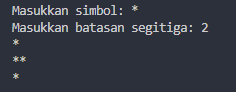 Masukkan simbol: *
Masukkan batasan segitiga: 2
*
**
*